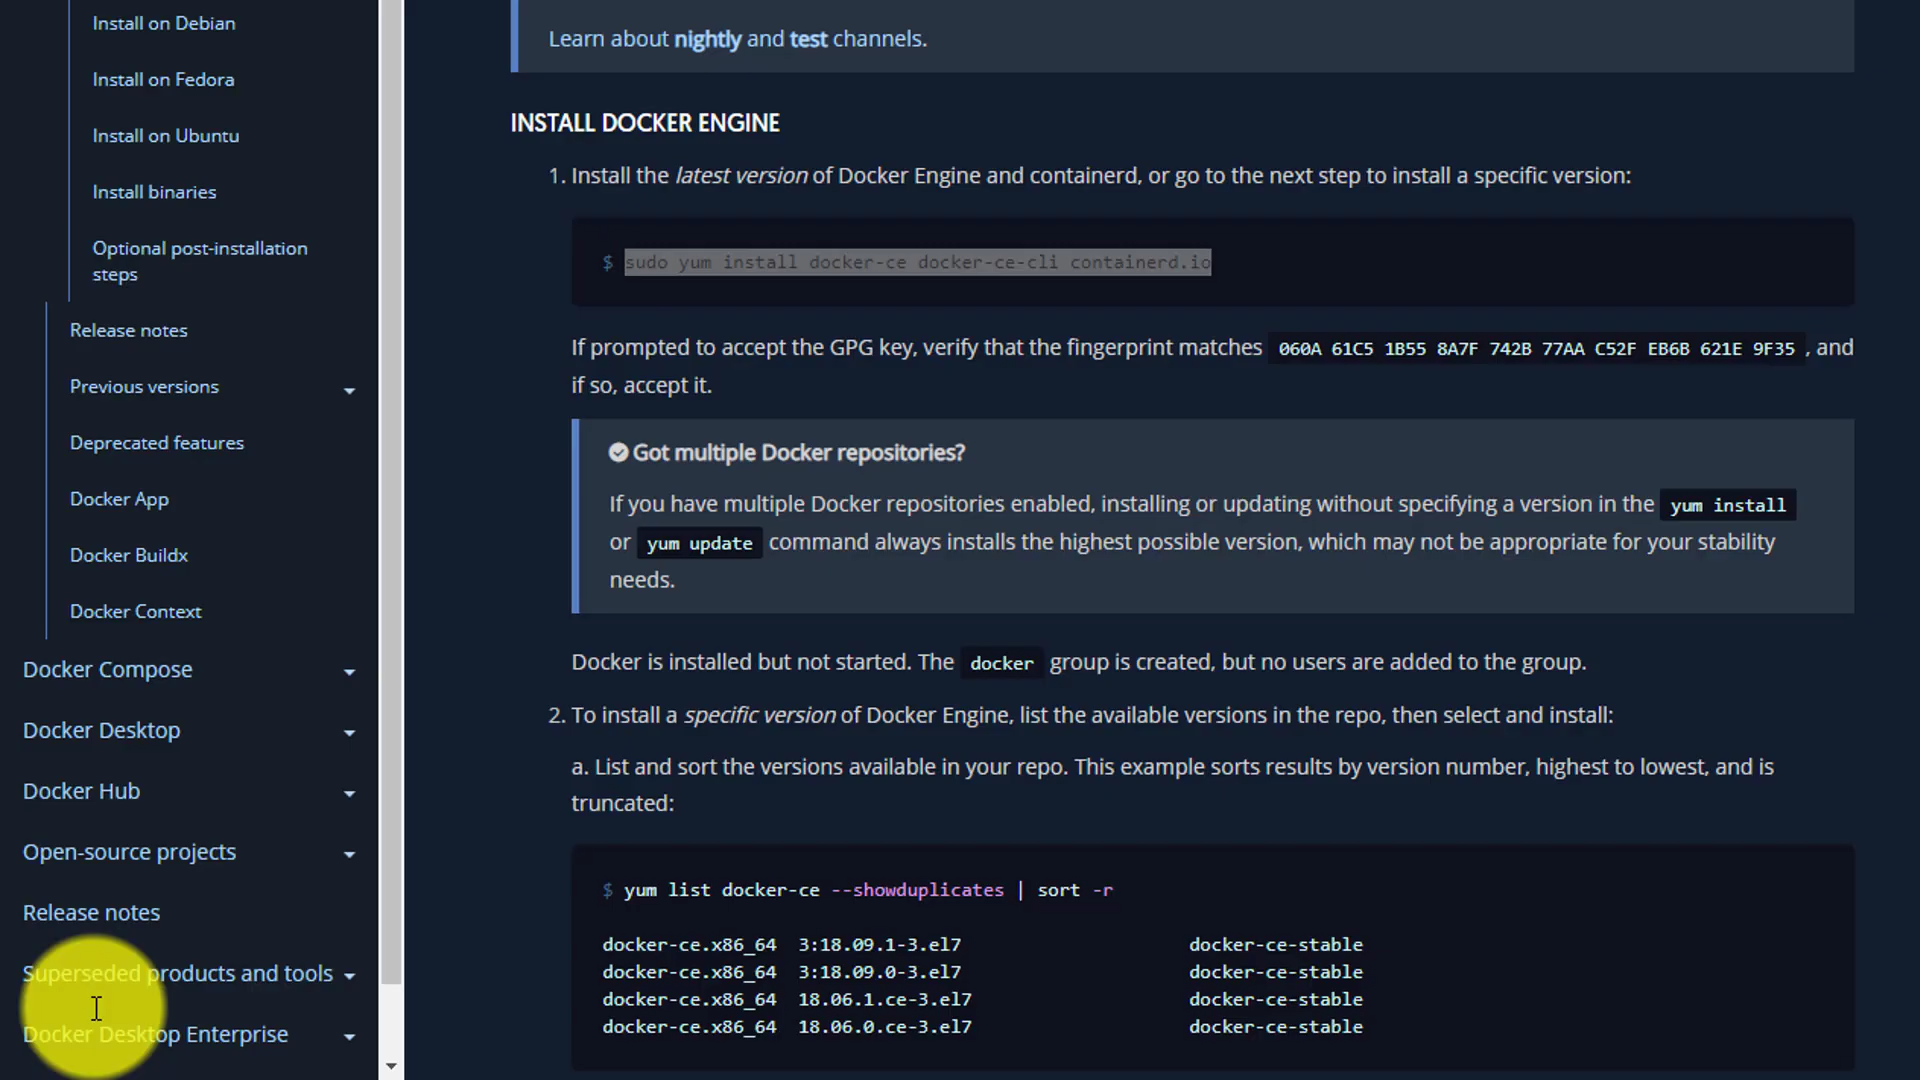 Install on Debian
Install on Fedora
Install on Ubuntu
Install binaries
Optional post-installation
steps
Release notes
Previous versions
Deprecated features
Docker App
Docker Buildx
Docker Context
Docker Compose
Docker Desktop
Docker Hub
Open-source projects
Release notes
Superseded products and tools
Docker Desktop Enterprise
Learn about nightly and test channels.
INSTALL DOCKER ENGINE
1. Install the latest version of Docker Engine and containerd, or go to the next step to install a specific version:
$ sudo yum install docker-ce docker-ce-cli containerd.io
If prompted to accept the GPG key, verify that the fingerprint matches 060A 61C5 1B55 8A7F 742B 77AA C52F EB6B 621E 9F35 , and
if so, accept it.
Got multiple Docker repositories?
If you have multiple Docker repositories enabled, installing or updating without specifying a version in the yum install
or yum update command always installs the highest possible version, which may not be appropriate for your stability
needs.
Docker is installed but not started. The docker group is created, but no users are added to the group.
2. To install a specific version of Docker Engine, list the available versions in the repo, then select and install:
a. List and sort the versions available in your repo. This example sorts results by version number, highest to lowest, and is
truncated:
$ yum list docker-ce --showduplicates | sort -r
docker-ce.x86_64 3:18.09.1-3.el7 docker-ce-stable
docker-ce.x86_64 3:18.09.0-3.el7 docker-ce-stable
docker-ce.x86_64 18.06.1.ce-3.el7 docker-ce-stable
docker-ce.x86_64 18.06.0.ce-3.el7 docker-ce-stable